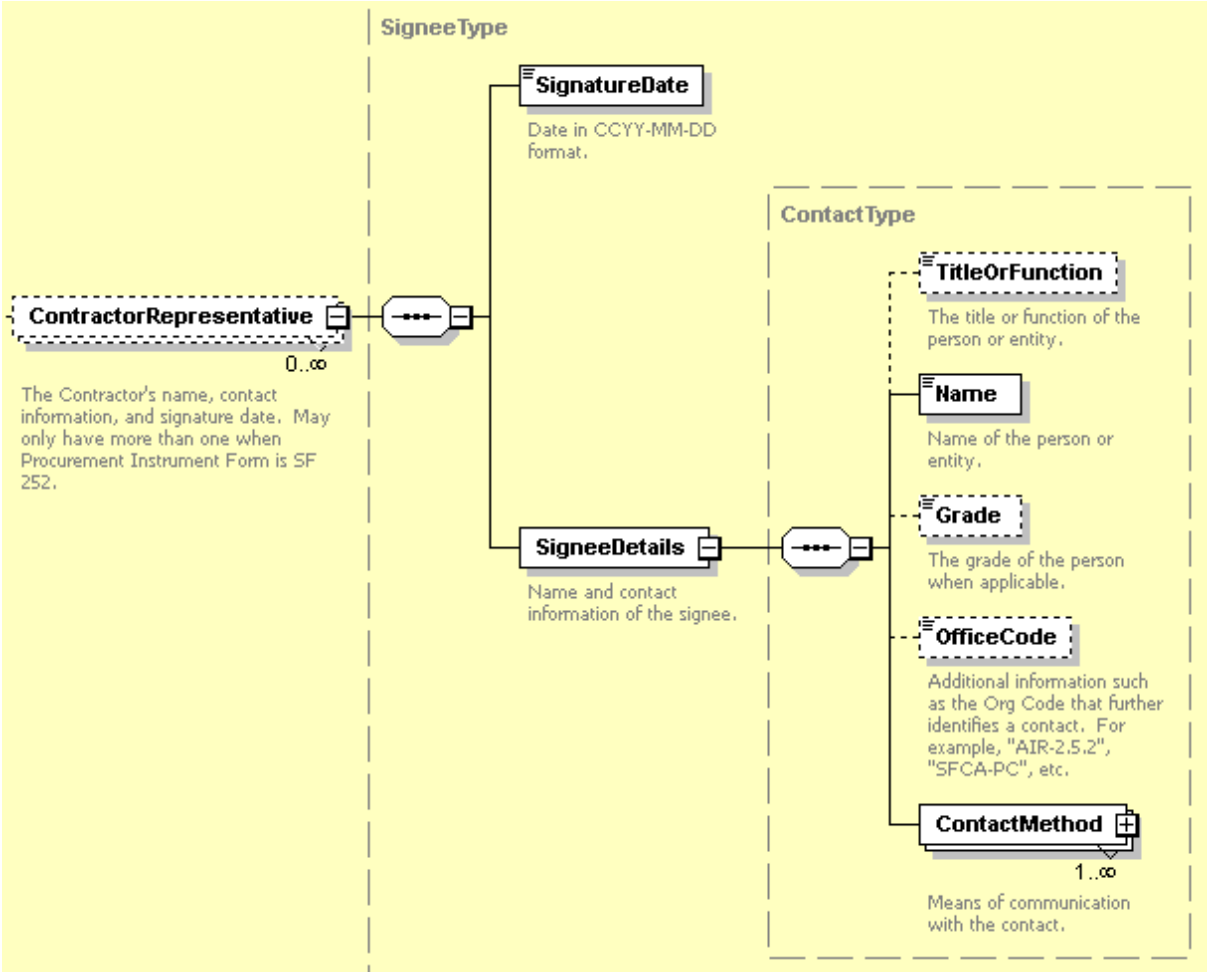 SigneeType
SignatureDate
Date in CCYY-MM-DD
format.
ContractorRepresentative
0..∞
The Contractor's name, contact
information, and signature date.  May
only have more than one when
Procurement Instrument Form is SF
252.
SigneeDetails
Name and contact
information of the signee.
ContactType
TitleOrFunction
The title or function of the
person or entity.
Name
Name of the person or
entity.
Grade
The grade of the person
when applicable.
OfficeCode
Additional information such
as the Org Code that further
identifies a contact.  For
example, "AIR-2.5.2",
"SFCA-PC", etc.
ContactMethod
1..∞
Means of communication
with the contact.